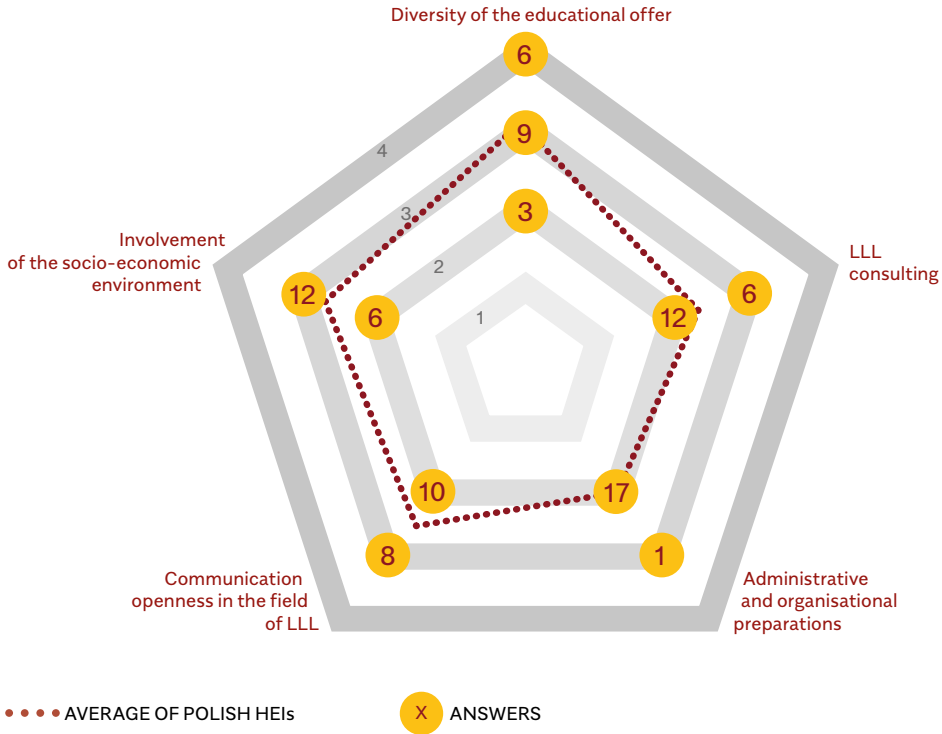 Diversity of the educational offer
6
4
9
3
3
Involvement
of the socio-economic
environment
LLL
consulting
2
12
6
6
12
1
10
17
8
1
Communication
openness in the field
of LLL
Administrative
and organisational
preparations
AVERAGE OF POLISH HEIs
X ANSWERS